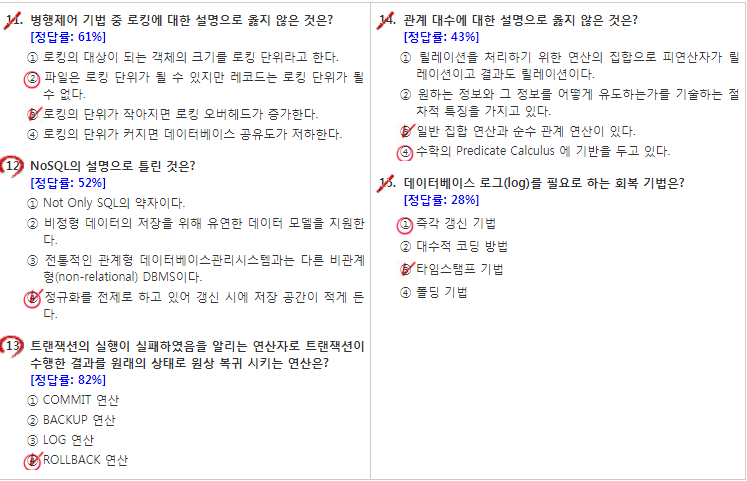 11. 병행제어 기법 중 로킹에 대한 설명으로 옳지 않은 것은?
[정답률: 61%]
① 로킹의 대상이 되는 객체의 크기를 로킹 단위라고 한다.
② 파일은 로킹 단위가 될 수 있지만 레코드는 로킹 단위가 될
수 없다.
③ 로킹의 단위가 작아지면 로킹 오버헤드가 증가한다.
④ 로킹의 단위가 커지면 데이터베이스 공유도가 저하한다.
12. NoSQL의 설명으로 틀린 것은?
[정답률: 52%]
① Not Only SQL의 약자이다.
② 비정형 데이터의 저장을 위해 유연한 데이터 모델을 지원한
다.
③ 전통적인 관계형 데이터베이스관리시스템과는 다른 비관계
형(non-relational) DBMS이다.
④ 정규화를 전제로 하고 있어 갱신 시에 저장 공간이 적게 든
다.
13. 트랜잭션의 실행이 실패하였음을 알리는 연산자로 트랜잭션이
수행한 결과를 원래의 상태로 원상 복귀 시키는 연산은?
[정답률: 82%]
① COMMIT 연산
② BACKUP 연산
③ LOG 연산
④ ROLLBACK 연산
14. 관계 대수에 대한 설명으로 옳지 않은 것은?
[정답률: 43%]
① 릴레이션을 처리하기 위한 연산의 집합으로 피연산자가 릴
레이션이고 결과도 릴레이션이다.
② 원하는 정보와 그 정보를 어떻게 유도하는가를 기술하는 절
차적 특징을 가지고 있다.
③ 일반 집합 연산과 순수 관계 연산이 있다.
④ 수학의 Predicate Calculus 에 기반을 두고 있다.
15. 데이터베이스 로그(log)를 필요로 하는 회복 기법은?
[정답률: 28%]
① 즉각 갱신 기법
② 대수적 코딩 방법
③ 타임스탬프 기법
④ 폴딩 기법